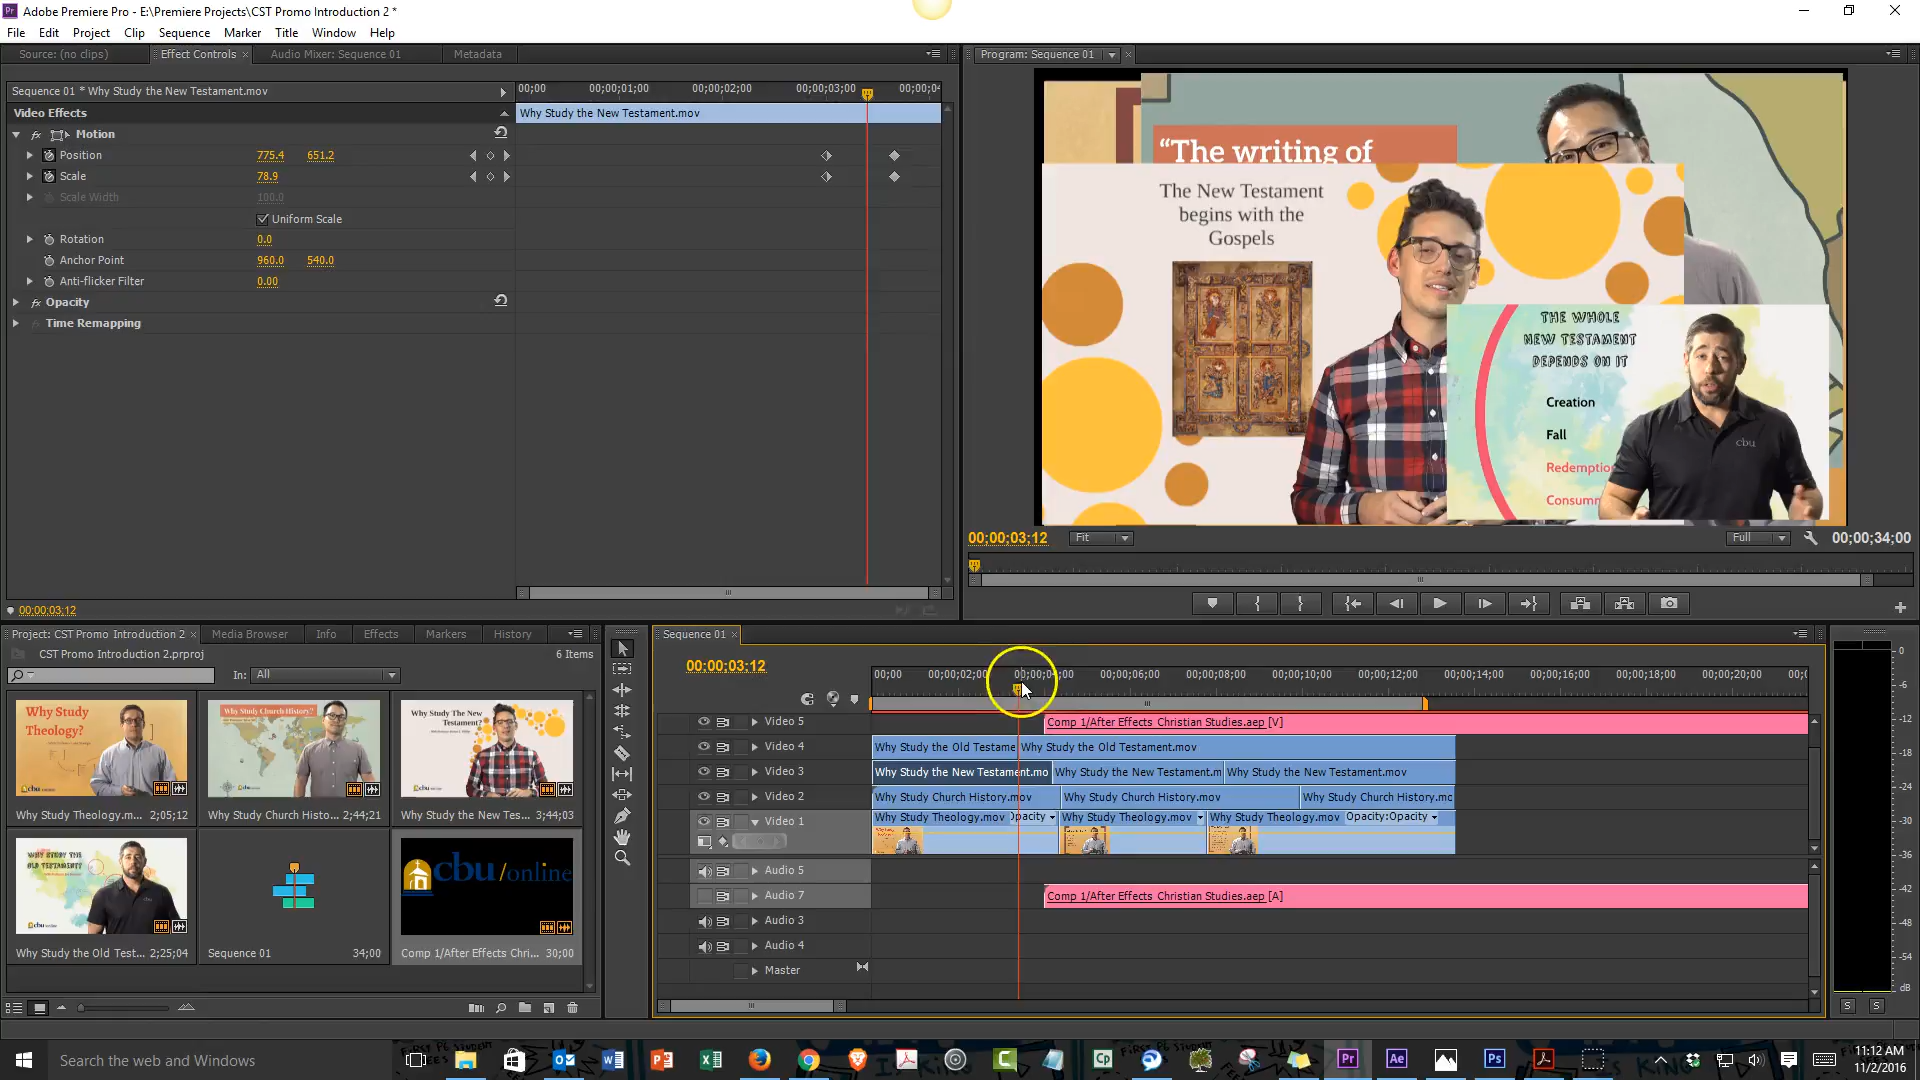 Adobe Premiere Pro - E:\Premiere Projects\CST Promo Introduction 2 *
File Edit Project Clip Sequence Marker Title Window Help
Source: (no clips) Effect Controls Audio Mixer: Sequence 01 Metadata
Program: Sequence 01
Sequence 01 * Why Study the New Testament.mov
00;00 00;00;01;00 00;00;02;00 00;00;03;00 00;00;04
Video Effects
Why Study the New Testament.mov
Motion
Position 775.4 651.2
Scale 78.9
Scale Width 100.0
Uniform Scale
Rotation 0.0
Anchor Point 960.0 540.0
Anti-flicker Filter 0.00
Opacity
Time Remapping
"The writing of
The New Testament
begins with the
Gospels
THE WHOLE
NEW TESTAMENT
DEPENDS ON IT
Creation
Fall
Redemptio
Consumm
cbu
00;00;03;12 Fit Full 00;00;34;00
00;00;03;12
Project: CST Promo Introduction 2 Media Browser Info Effects Markers History
CST Promo Introduction 2.prproj 6 Items
In: All
Why Study
Theology?
Why Study Church History?
Why Study The New
Testament?
Why Study Theology.m... 2;05;12
Why Study Church Histo... 2;44;21
Why Study the New Tes... 3;44;03
WHY STUDY THE
OLD TESTAMENT?
cbu/online
Why Study the Old Test... 2;25;04
Sequence 01 34;00
Comp 1/After Effects Chri... 30;00
Sequence 01
00;00;03;12
00;00 00;00;02;00 00;00;04;00 00;00;06;00 00;00;08;00 00;00;10;00 00;00;12;00 00;00;14;00 00;00;16;00 00;00;18;00 00;00;20;00 00;0
Video 5 Comp 1/After Effects Christian Studies.aep [V]
Video 4 Why Study the Old Testame Why Study the Old Testament.mov
Video 3 Why Study the New Testament.mo Why Study the New Testament.m Why Study the New Testament.mov
Video 2 Why Study Church History.mov Why Study Church History.mov Why Study Church History.mc
Video 1 Why Study Theology.mov Opacity Why Study Theology.mov Why Study Theology.mov Opacity:Opacity
Audio 5
Audio 7 Comp 1/After Effects Christian Studies.aep [A]
Audio 3
Audio 4
Master
0
-6
-12
-18
-24
-30
-36
-42
-48
-54
dB
S S
Search the web and Windows
11:12 AM
11/2/2016